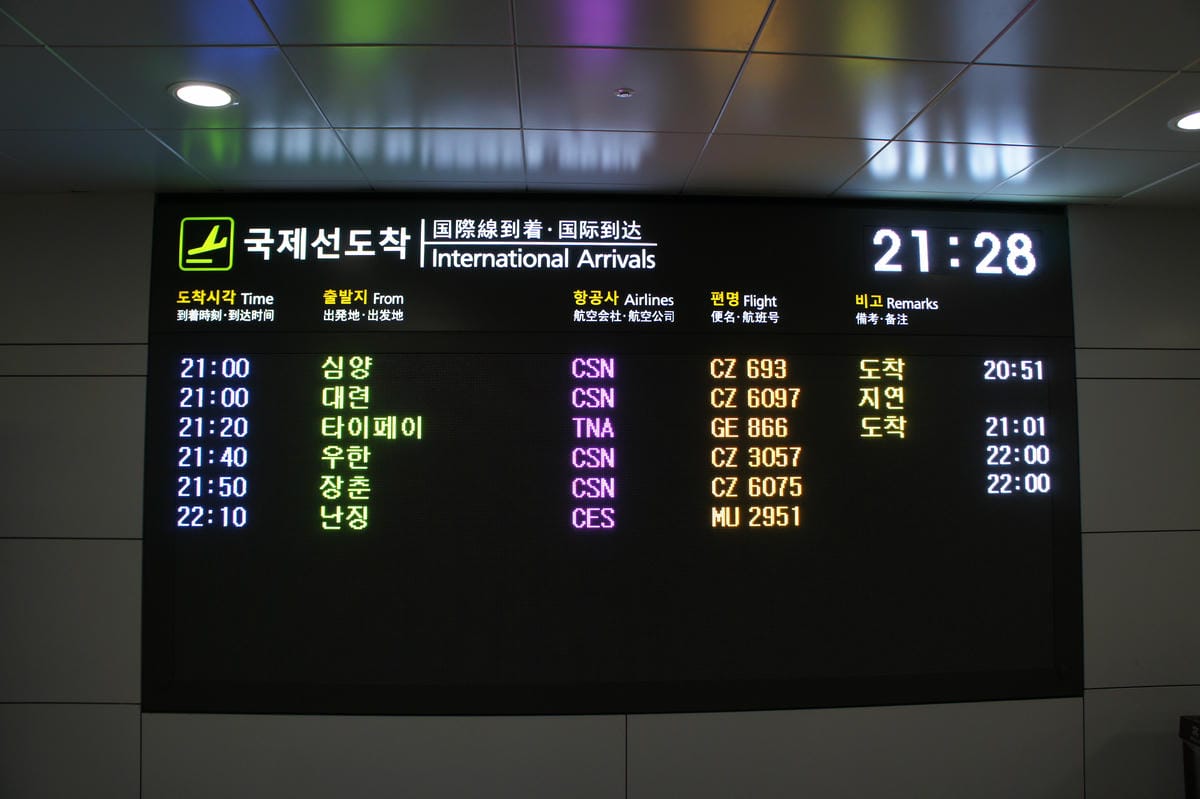 국제선도착 国際線到着·国际到达
International Arrivals
21:28
도착시각 Time 출발지 From 항공사 Airlines 편명 Flight 비고 Remarks
到着時刻·到达时间 出発地·出发地 航空会社·航空公司 便名·航班号 備考·备注
21:00 심양 CSN CZ 693 도착 20:51
21:00 대련 CSN CZ 6097 지연
21:20 타이페이 TNA GE 866 도착 21:01
21:40 우한 CSN CZ 3057 22:00
21:50 장춘 CSN CZ 6075 22:00
22:10 난징 CES MU 2951